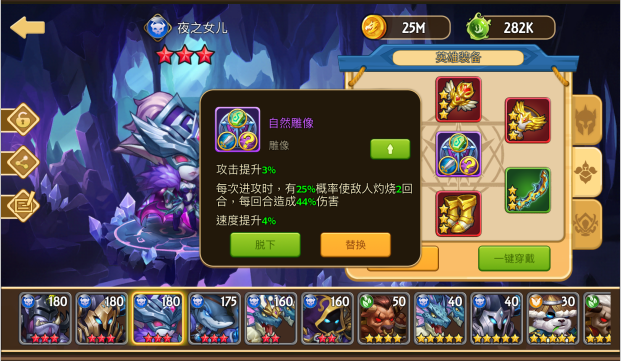 夜之女儿
25M
282K
英雄装备
自然雕像
雕像
攻击提升3%
每次进攻时，有25%概率使敌人灼烧2回
合，每回合造成44%伤害
速度提升4%
脱下
替换
一键穿戴
180
180
180
175
160
160
50
40
40
30